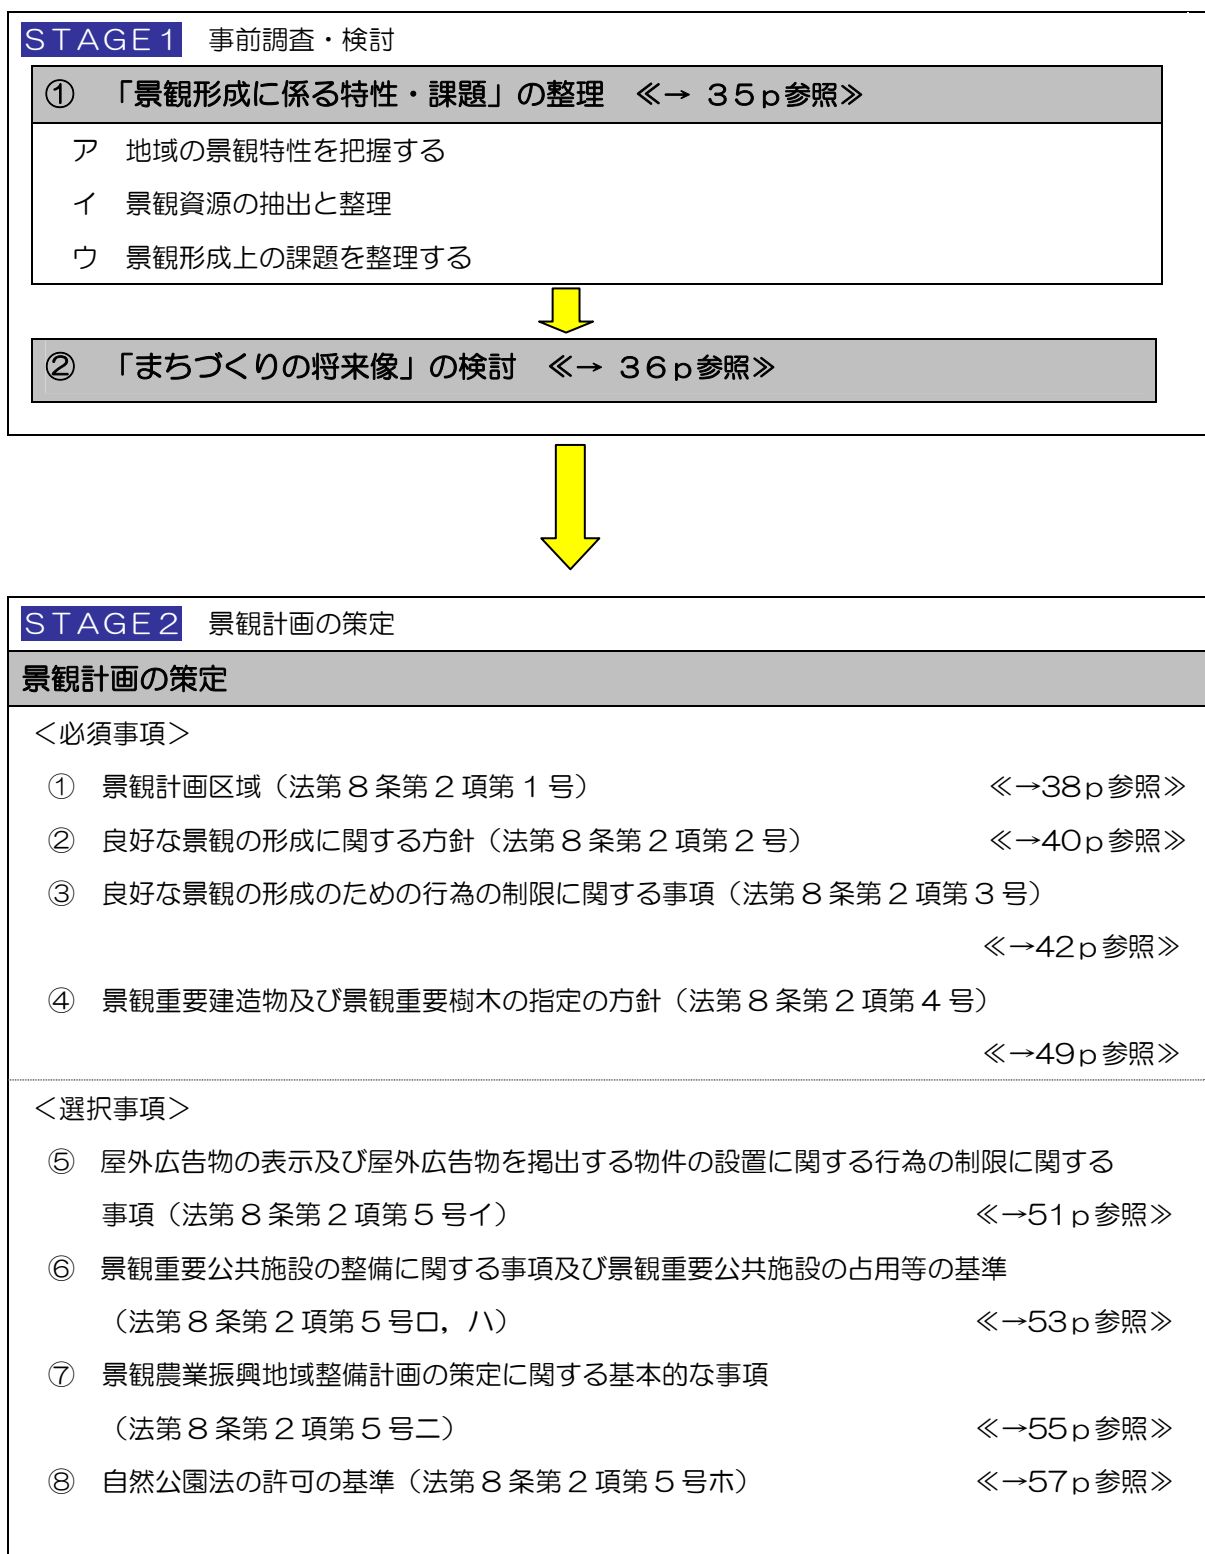 STAGE1 事前調査・検討
① 「景観形成に係る特性・課題」の整理 ≪→ 35p参照≫
ア 地域の景観特性を把握する
イ 景観資源の抽出と整理
ウ 景観形成上の課題を整理する
② 「まちづくりの将来像」の検討 ≪→ 36p参照≫
STAGE2 景観計画の策定
景観計画の策定
＜必須事項＞
① 景観計画区域（法第8条第2項第1号） ≪→38p参照≫
② 良好な景観の形成に関する方針（法第8条第2項第2号） ≪→40p参照≫
③ 良好な景観の形成のための行為の制限に関する事項（法第8条第2項第3号）
≪→42p参照≫
④ 景観重要建造物及び景観重要樹木の指定の方針（法第8条第2項第4号）
≪→49p参照≫
＜選択事項＞
⑤ 屋外広告物の表示及び屋外広告物を掲出する物件の設置に関する行為の制限に関する
事項（法第8条第2項第5号イ） ≪→51p参照≫
⑥ 景観重要公共施設の整備に関する事項及び景観重要公共施設の占用等の基準
（法第8条第2項第5号ロ，ハ） ≪→53p参照≫
⑦ 景観農業振興地域整備計画の策定に関する基本的な事項
（法第8条第2項第5号ニ） ≪→55p参照≫
⑧ 自然公園法の許可の基準（法第8条第2項第5号ホ） ≪→57p参照≫